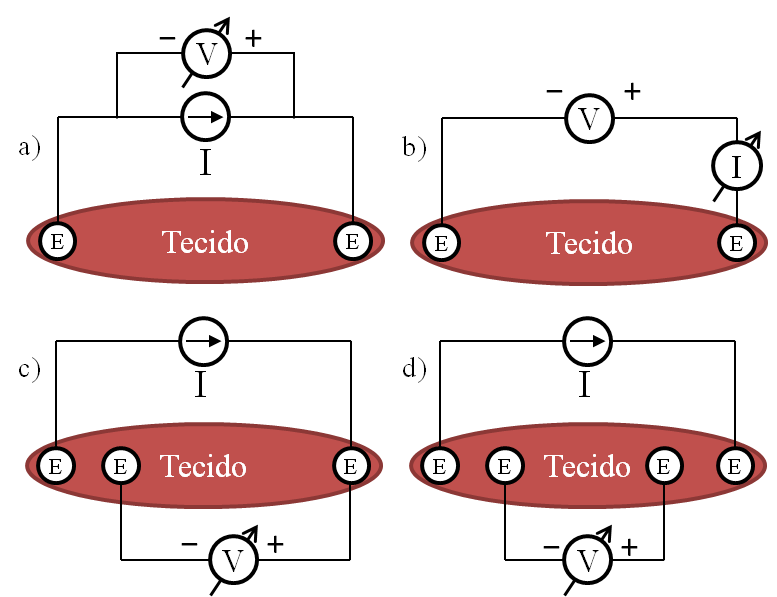 − V +
a)
I
E Tecido E
− V +
b)
I
E Tecido E
c)
I
E E Tecido E
− V +
d)
I
E E Tecido E E
− V +